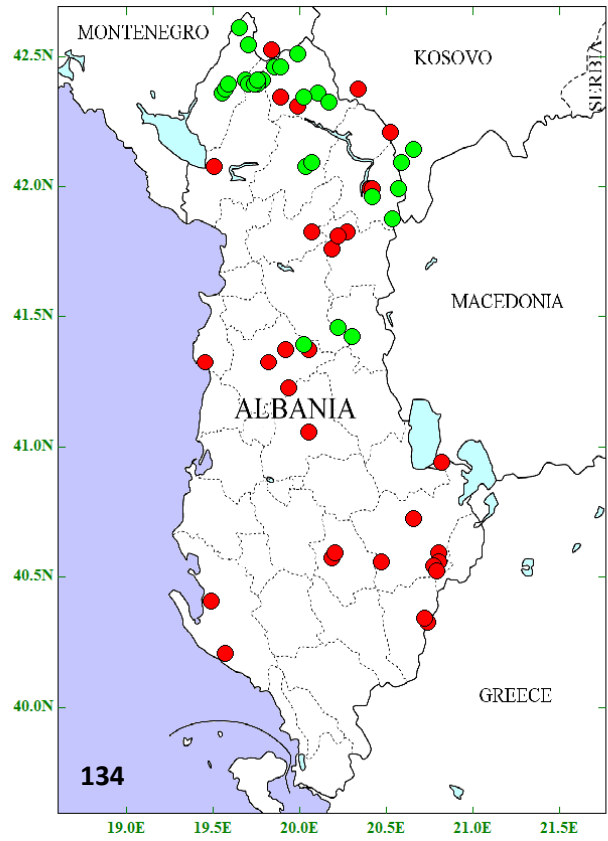 MONTENEGRO
42.5N
KOSOVO
SERBIA
42.0N
41.5N
MACEDONIA
ALBANIA
41.0N
40.5N
40.0N
GREECE
134
19.0E 19.5E 20.0E 20.5E 21.0E 21.5E